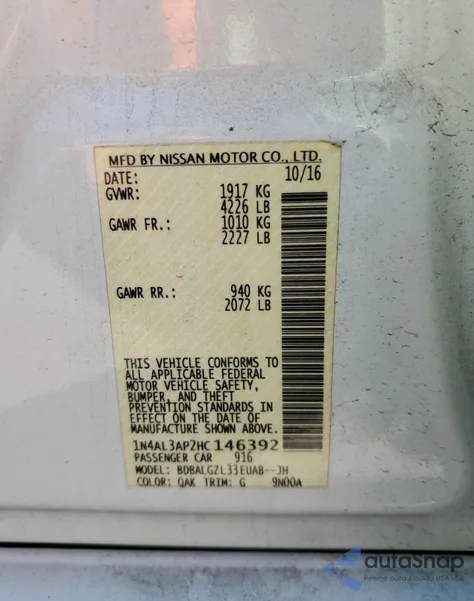 MFD BY NISSAN MOTOR CO., LTD.
DATE: 10/16
GVWR: 1917 KG
4226 LB
GAWR FR.: 1010 KG
2227 LB
GAWR RR.: 940 KG
2072 LB
THIS VEHICLE CONFORMS TO
ALL APPLICABLE FEDERAL
MOTOR VEHICLE SAFETY,
BUMPER, AND THEFT
PREVENTION STANDARDS IN
EFFECT ON THE DATE OF
MANUFACTURE SHOWN ABOVE.
1N4AL3AP2HC146392
PASSENGER CAR 916
MODEL: BDBALGZL33EUAB--JH
COLOR: QAK TRIM: G 9N00A
autaSnap